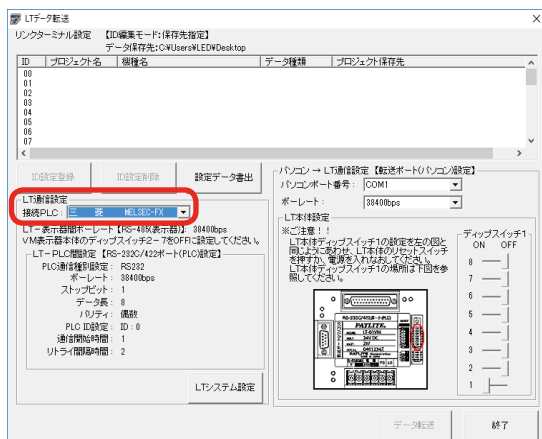 LTデータ転送
リンクターミナル設定 【ID編集モード:保存先指定】
データ保存先:C:¥Users¥LED¥Desktop
ID プロジェクト名 機種名 データ種類 プロジェクト保存先
00
01
02
03
04
05
06
07
ID設定登録 ID設定削除 設定データ書出
LT通信設定
接続PLC: 三 菱 MELSEC-FX
LT-表示器間ボーレート【RS-485(表示器)】: 38400bps
VM表示器本体のディップスイッチ2-7をOFFに設定してください。
LT-PLC間設定 【RS-232C/422ポート(PLC)設定】
PLC通信種別設定: RS232
ボーレート: 38400bps
ストップビット: 1
データ長: 8
パリティ: 偶数
PLC ID設定: ID:0
通信開始時間: 1
リトライ間隔時間: 2
LTシステム設定
パソコン → LT通信設定 【転送ポート(パソコン)設定】
パソコンポート番号: COM1
ボーレート: 38400bps
LT本体設定
※ご注意!!
LT本体ディップスイッチ1の設定を左の図と
同じようにあわせ、LT本体のリセットスイッチ
を押すか、電源を入れなおしてください。
LT本体ディップスイッチ1の場所は下図を参
照してください。
RS-232C/422ポート(PLC)
PATLITE
ディップスイッチ1
ON OFF
8
7
6
5
4
3
2
1
データ転送 終了